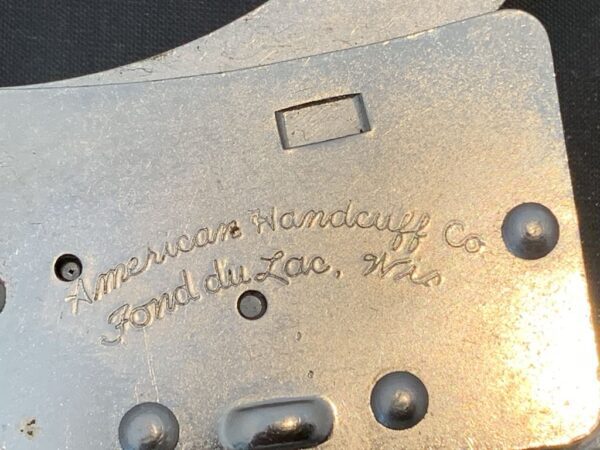 American Handcuff Co
Fond du Lac, Wis